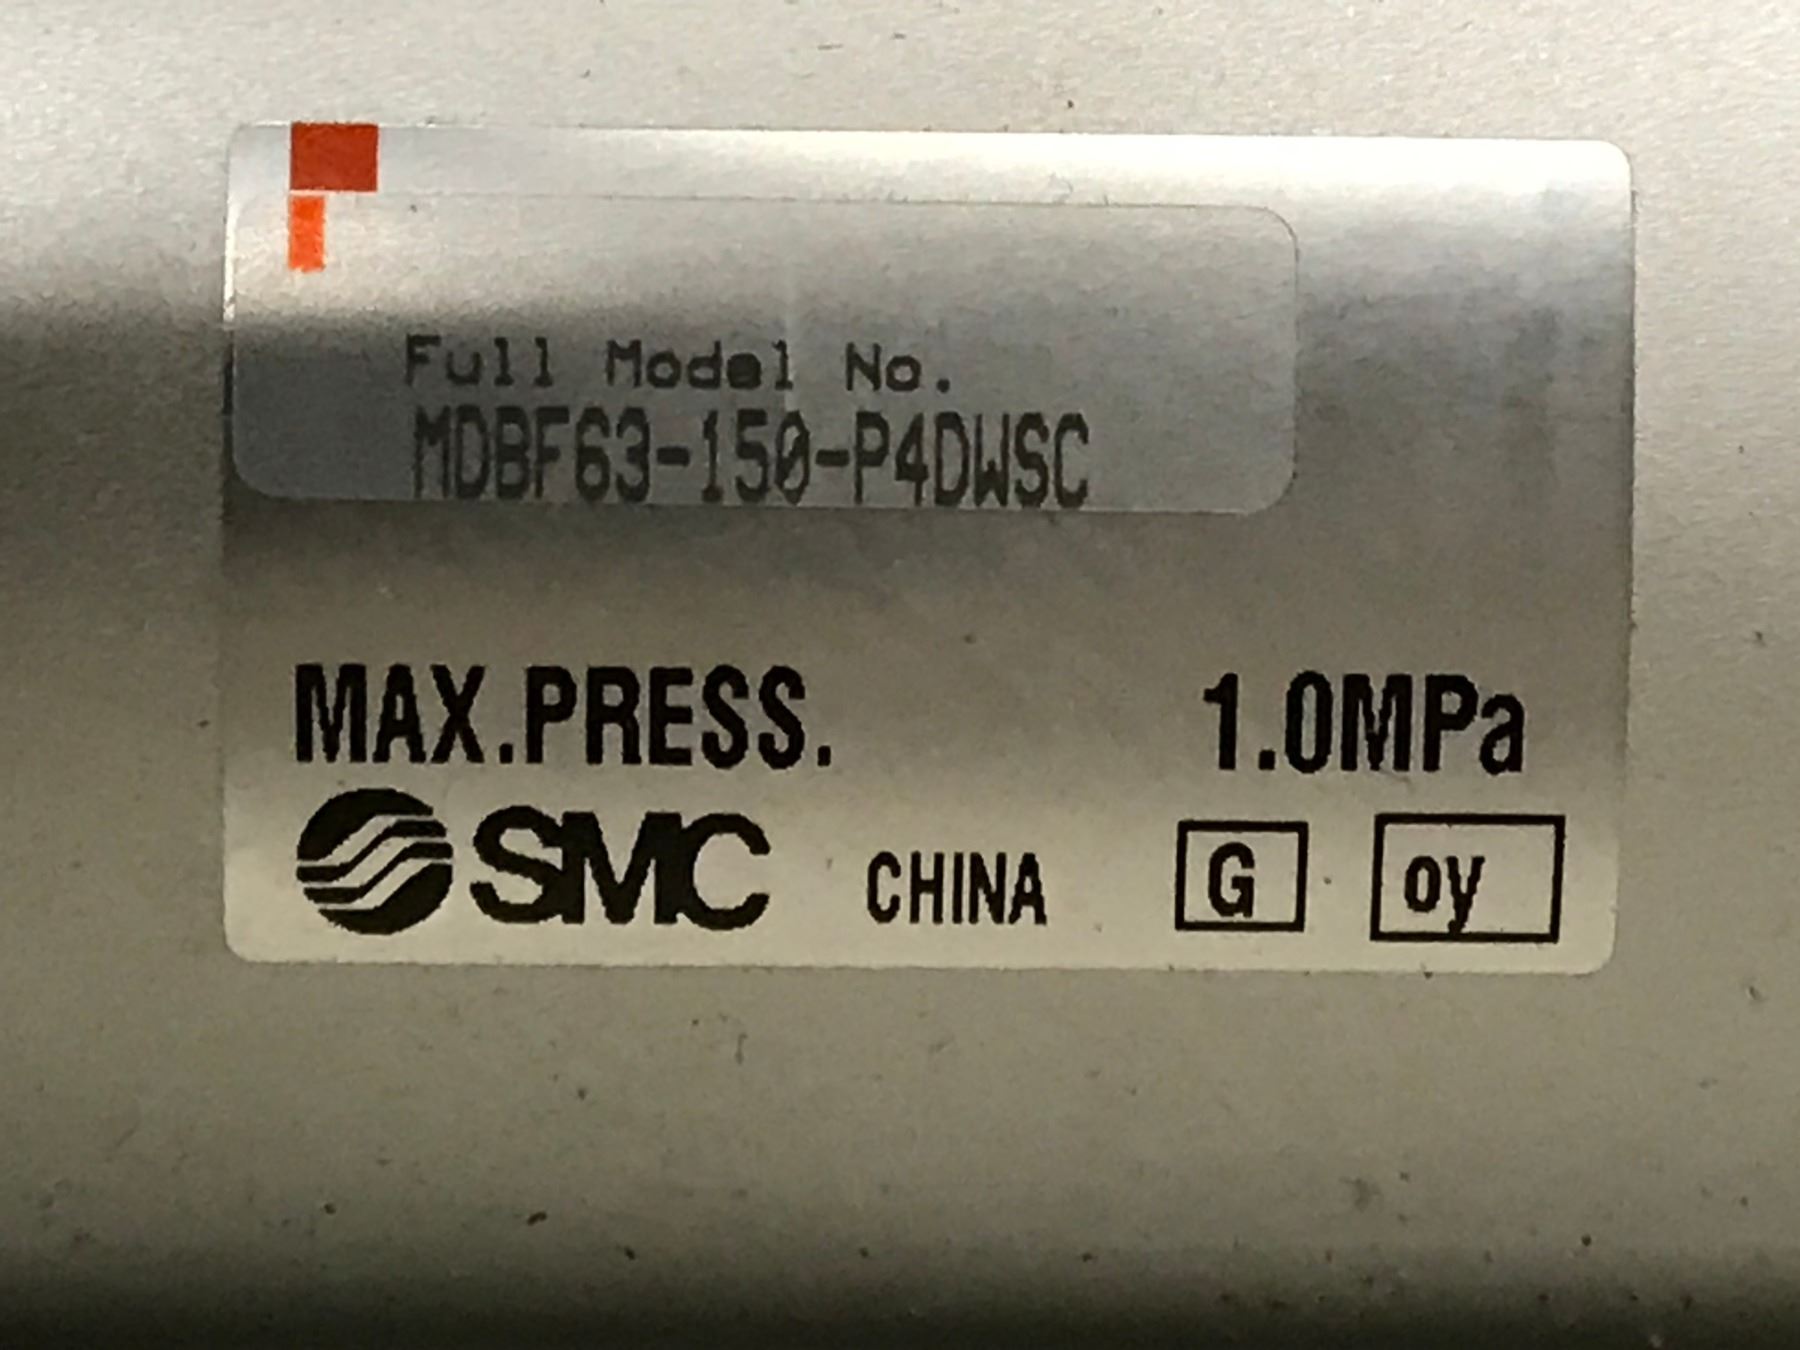 Full Model No.
MDBF63-150-P4DWSC
MAX.PRESS. 1.0MPa
SMC CHINA G oy